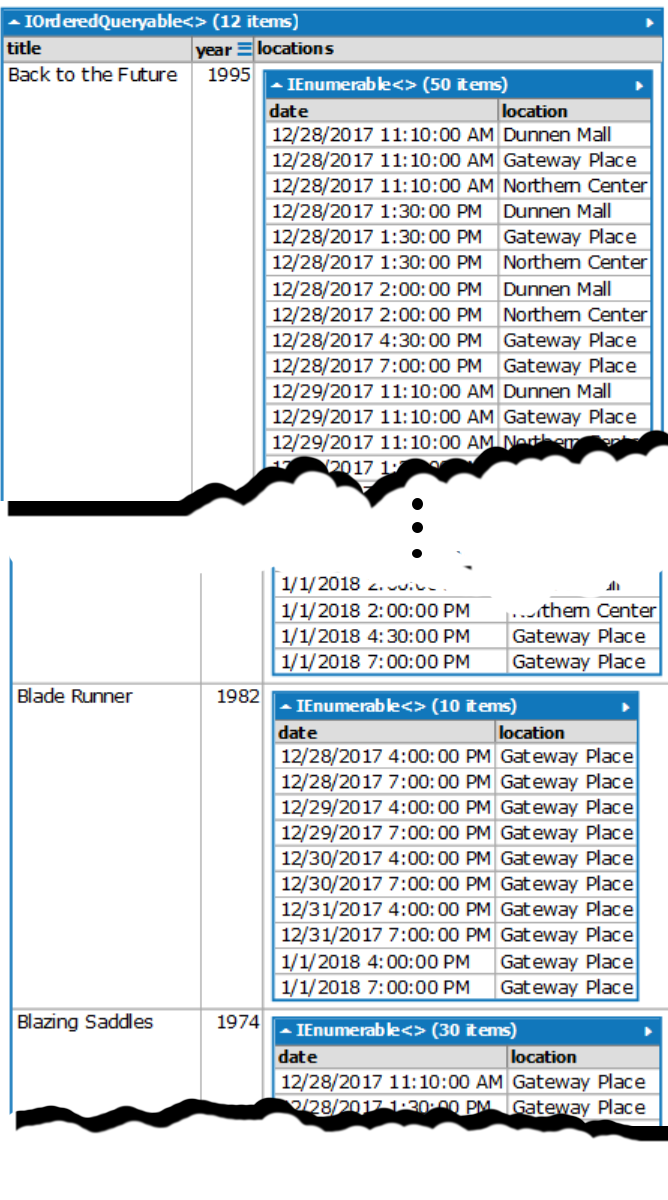 IOrderedQueryable<> (12 items)
title year locations
Back to the Future 1995 IEnumerable<> (50 items)
date location
12/28/2017 11:10:00 AM Dunnen Mall
12/28/2017 11:10:00 AM Gateway Place
12/28/2017 11:10:00 AM Northern Center
12/28/2017 1:30:00 PM Dunnen Mall
12/28/2017 1:30:00 PM Gateway Place
12/28/2017 1:30:00 PM Northern Center
12/28/2017 2:00:00 PM Dunnen Mall
12/28/2017 2:00:00 PM Northern Center
12/28/2017 4:30:00 PM Gateway Place
12/28/2017 7:00:00 PM Gateway Place
12/29/2017 11:10:00 AM Dunnen Mall
12/29/2017 11:10:00 AM Gateway Place
12/29/2017 11:10:00 AM Northern Center
1/1/2018
1/1/2018 2:00:00 PM Northern Center
1/1/2018 4:30:00 PM Gateway Place
1/1/2018 7:00:00 PM Gateway Place
Blade Runner 1982 IEnumerable<> (10 items)
date location
12/28/2017 4:00:00 PM Gateway Place
12/28/2017 7:00:00 PM Gateway Place
12/29/2017 4:00:00 PM Gateway Place
12/29/2017 7:00:00 PM Gateway Place
12/30/2017 4:00:00 PM Gateway Place
12/30/2017 7:00:00 PM Gateway Place
12/31/2017 4:00:00 PM Gateway Place
12/31/2017 7:00:00 PM Gateway Place
1/1/2018 4:00:00 PM Gateway Place
1/1/2018 7:00:00 PM Gateway Place
Blazing Saddles 1974 IEnumerable<> (30 items)
date location
12/28/2017 11:10:00 AM Gateway Place
12/28/2017 1:30:00 PM Gateway Place